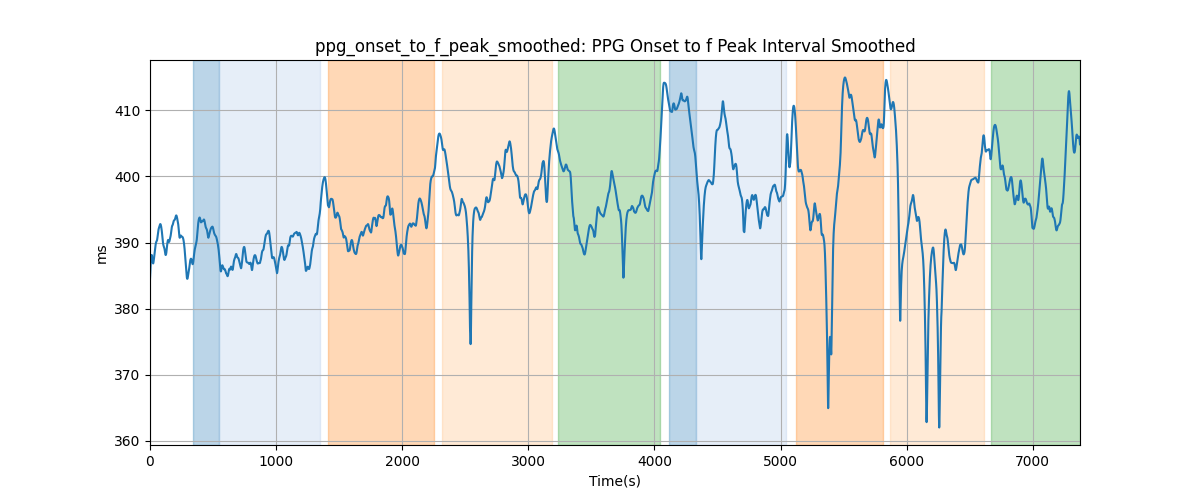 ppg_onset_to_f_peak_smoothed: PPG Onset to f Peak Interval Smoothed
410
400
390
380
370
360
ms
0 1000 2000 3000 4000 5000 6000 7000
Time(s)